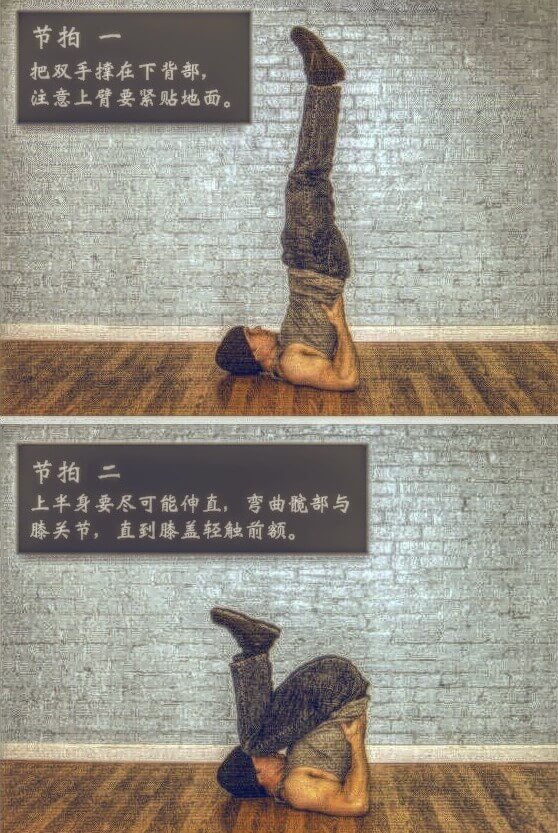 节拍 一
把双手撑在下背部，
注意上臂要紧贴地面。
节拍 二
上半身要尽可能伸直，弯曲髋部与
膝关节，直到膝盖轻触前额。